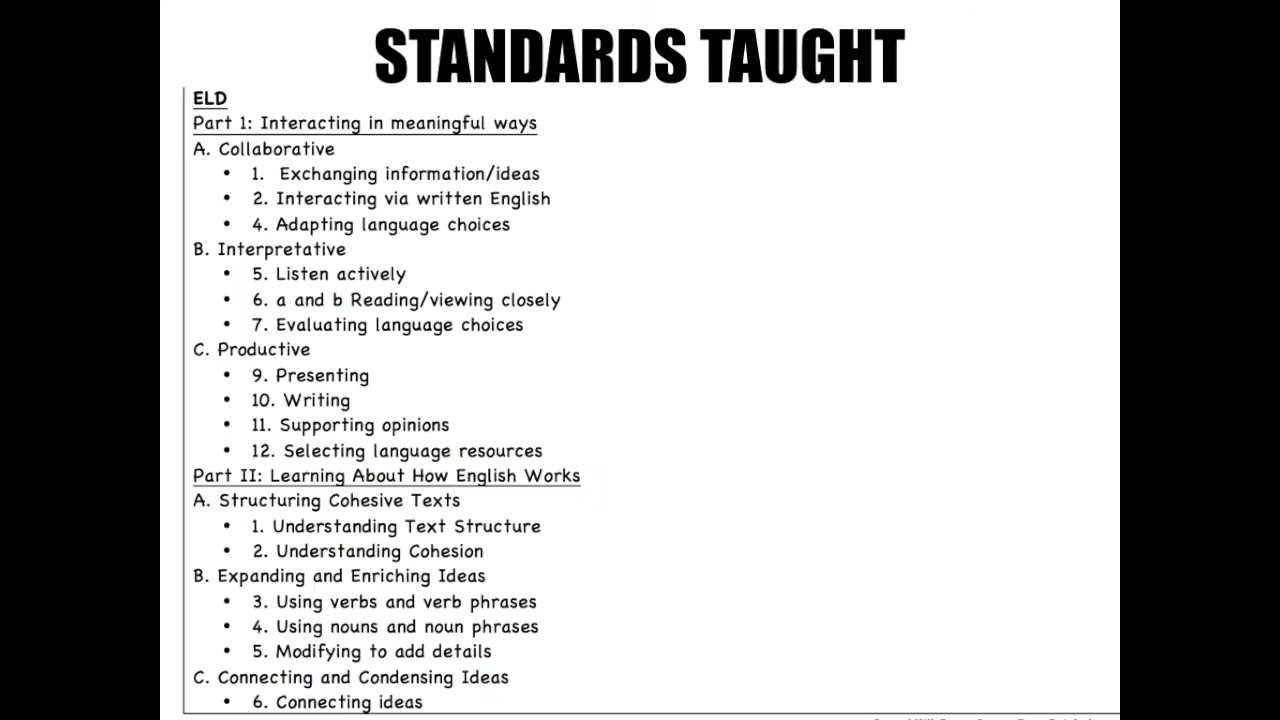 STANDARDS TAUGHT
ELD
Part 1: Interacting in meaningful ways
A. Collaborative
• 1. Exchanging information/ideas
• 2. Interacting via written English
• 4. Adapting language choices
B. Interpretative
• 5. Listen actively
• 6. a and b Reading/viewing closely
• 7. Evaluating language choices
C. Productive
• 9. Presenting
• 10. Writing
• 11. Supporting opinions
• 12. Selecting language resources
Part II: Learning About How English Works
A. Structuring Cohesive Texts
• 1. Understanding Text Structure
• 2. Understanding Cohesion
B. Expanding and Enriching Ideas
• 3. Using verbs and verb phrases
• 4. Using nouns and noun phrases
• 5. Modifying to add details
C. Connecting and Condensing Ideas
• 6. Connecting ideas